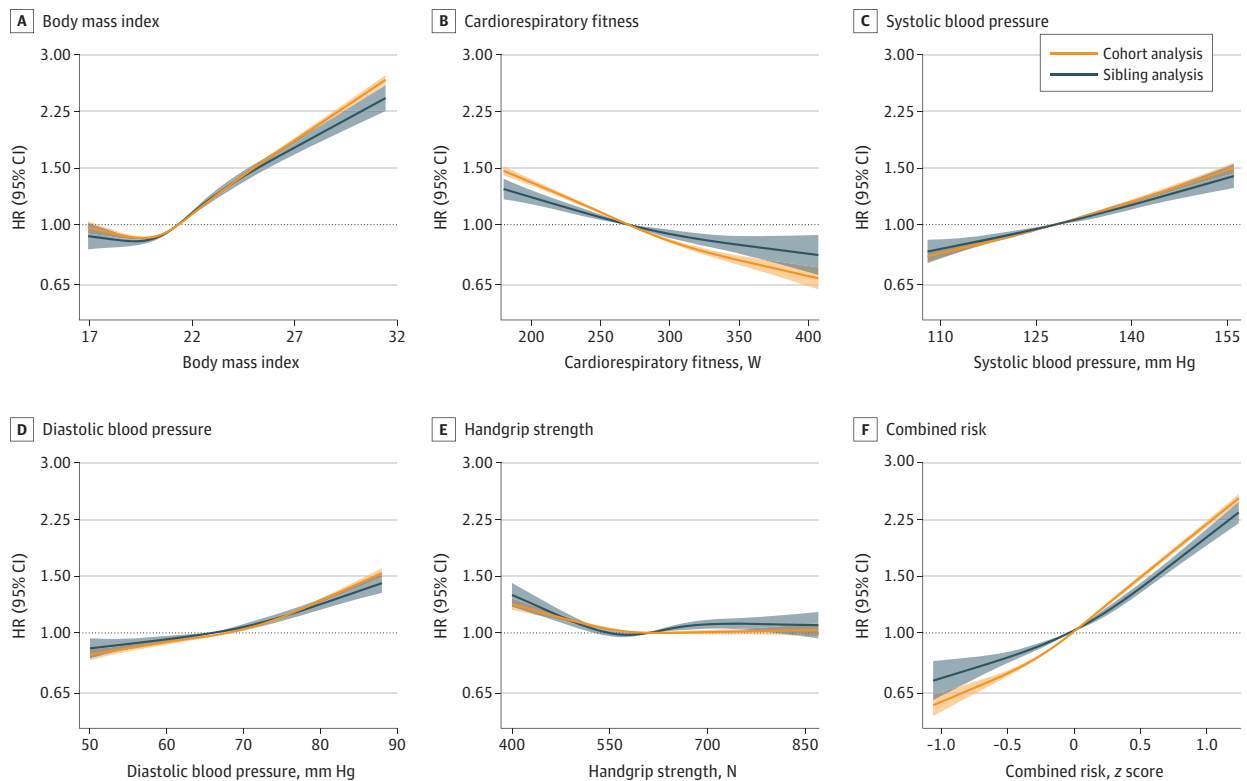 A Body mass index
HR (95% CI)
3.00
2.25
1.50
1.00
0.65
17 22 27 32
Body mass index
B Cardiorespiratory fitness
HR (95% CI)
3.00
2.25
1.50
1.00
0.65
200 250 300 350 400
Cardiorespiratory fitness, W
C Systolic blood pressure
Cohort analysis
Sibling analysis
HR (95% CI)
3.00
2.25
1.50
1.00
0.65
110 125 140 155
Systolic blood pressure, mm Hg
D Diastolic blood pressure
HR (95% CI)
3.00
2.25
1.50
1.00
0.65
50 60 70 80 90
Diastolic blood pressure, mm Hg
E Handgrip strength
HR (95% CI)
3.00
2.25
1.50
1.00
0.65
400 550 700 850
Handgrip strength, N
F Combined risk
HR (95% CI)
3.00
2.25
1.50
1.00
0.65
-1.0 -0.5 0 0.5 1.0
Combined risk, z score